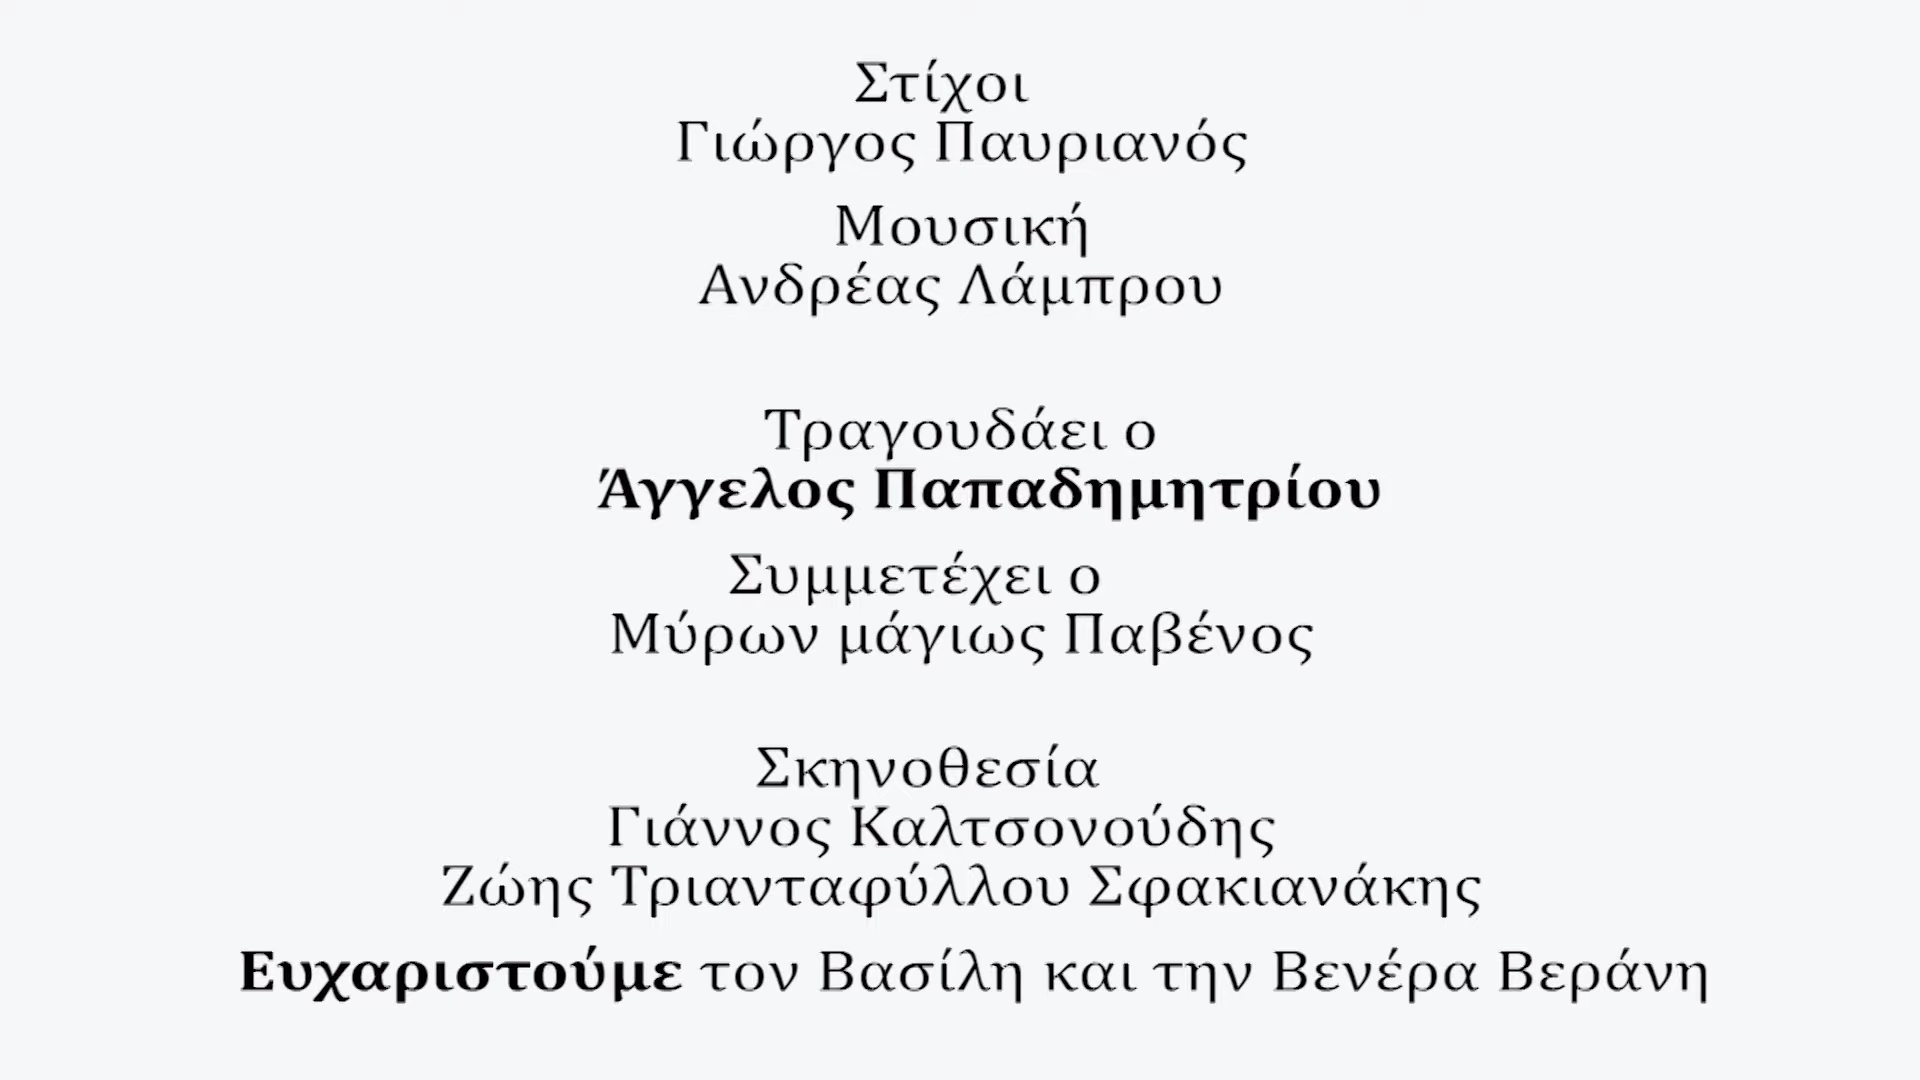 Στίχοι
Γιώργος Παυριανός
Μουσική
Ανδρέας Λάμπρου
Τραγουδάει ο
Άγγελος Παπαδημητρίου
Συμμετέχει ο
Μύρων μάγιως Παβένος
Σκηνοθεσία
Γιάννος Καλτσονούδης
Ζώης Τριανταφύλλου Σφακιανάκης
Ευχαριστούμε τον Βασίλη και την Βενέρα Βεράνη